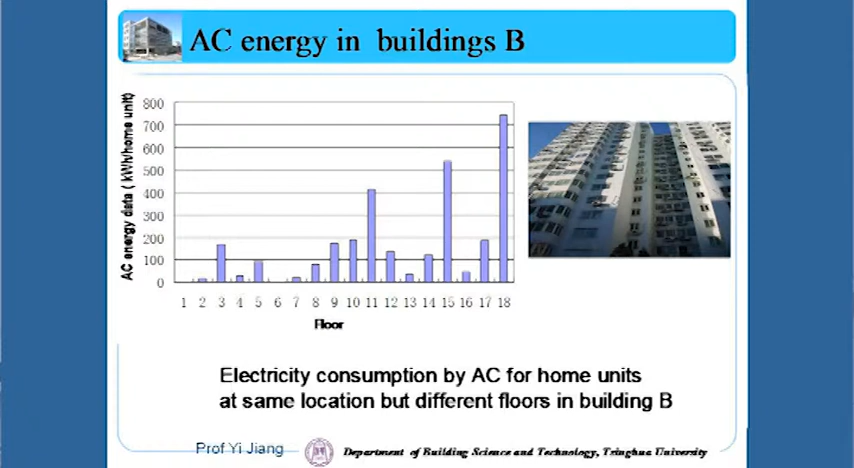 AC energy in buildings B
AC energy data ( kWh/home unit)
800
700
600
500
400
300
200
100
0
1 2 3 4 5 6 7 8 9 10 11 12 13 14 15 16 17 18
Floor
Electricity consumption by AC for home units
at same location but different floors in building B
Prof Yi Jiang
Department of Building Science and Technology, Tsinghua University